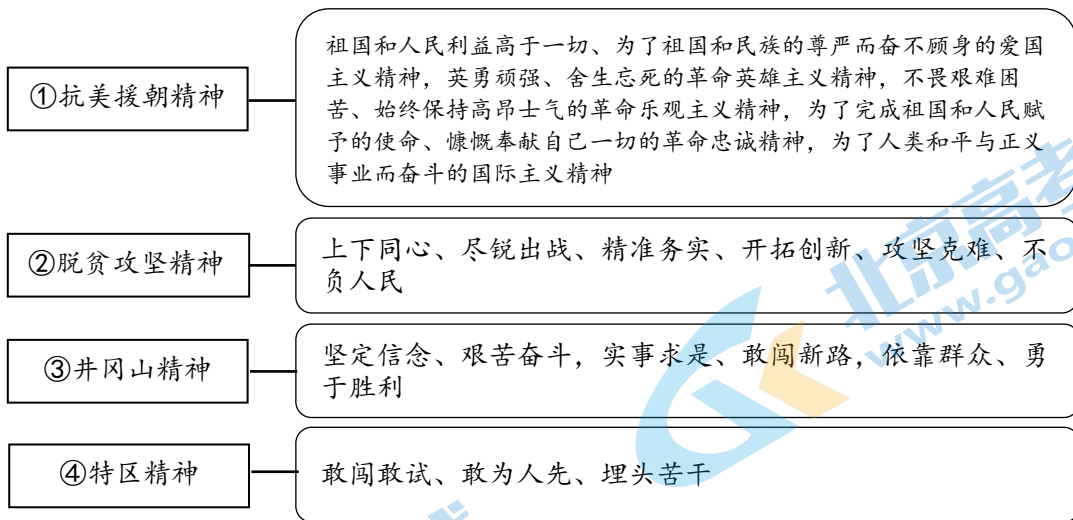 ①抗美援朝精神
祖国和人民利益高于一切、为了祖国和民族的尊严而奋不顾身的爱国
主义精神，英勇顽强、舍生忘死的革命英雄主义精神，不畏艰难困
苦、始终保持高昂士气的革命乐观主义精神，为了完成祖国和人民赋
予的使命、慷慨奉献自己一切的革命忠诚精神，为了人类和平与正义
事业而奋斗的国际主义精神
②脱贫攻坚精神
上下同心、尽锐出战、精准务实、开拓创新、攻坚克难、不
负人民
③井冈山精神
坚定信念、艰苦奋斗，实事求是、敢闯新路，依靠群众、勇
于胜利
④特区精神
敢闯敢试、敢为人先、埋头苦干
北京高考
www.gao